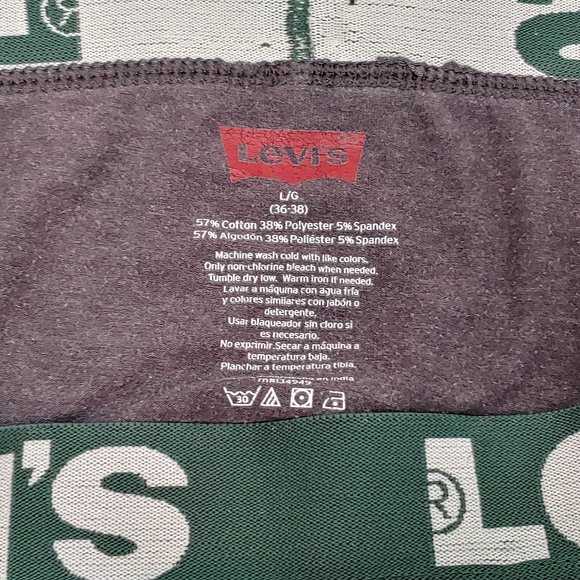 L®
Levi's
L/G
(36-38)
57% Cotton 38% Polyester 5% Spandex
57% Algodón 38% Poliéster 5% Spandex
Machine wash cold with like colors.
Only non-chlorine bleach when needed.
Tumble dry low. Warm iron if needed.
Lavar a máquina con agua fría
y colores similares con jabón o
detergente.
Usar blaqueador sin cloro si
es necesario.
No exprimir.Secar a máquina a
temperatura baja.
Planchar a temperatura tibia.
en India
30
'S ® L